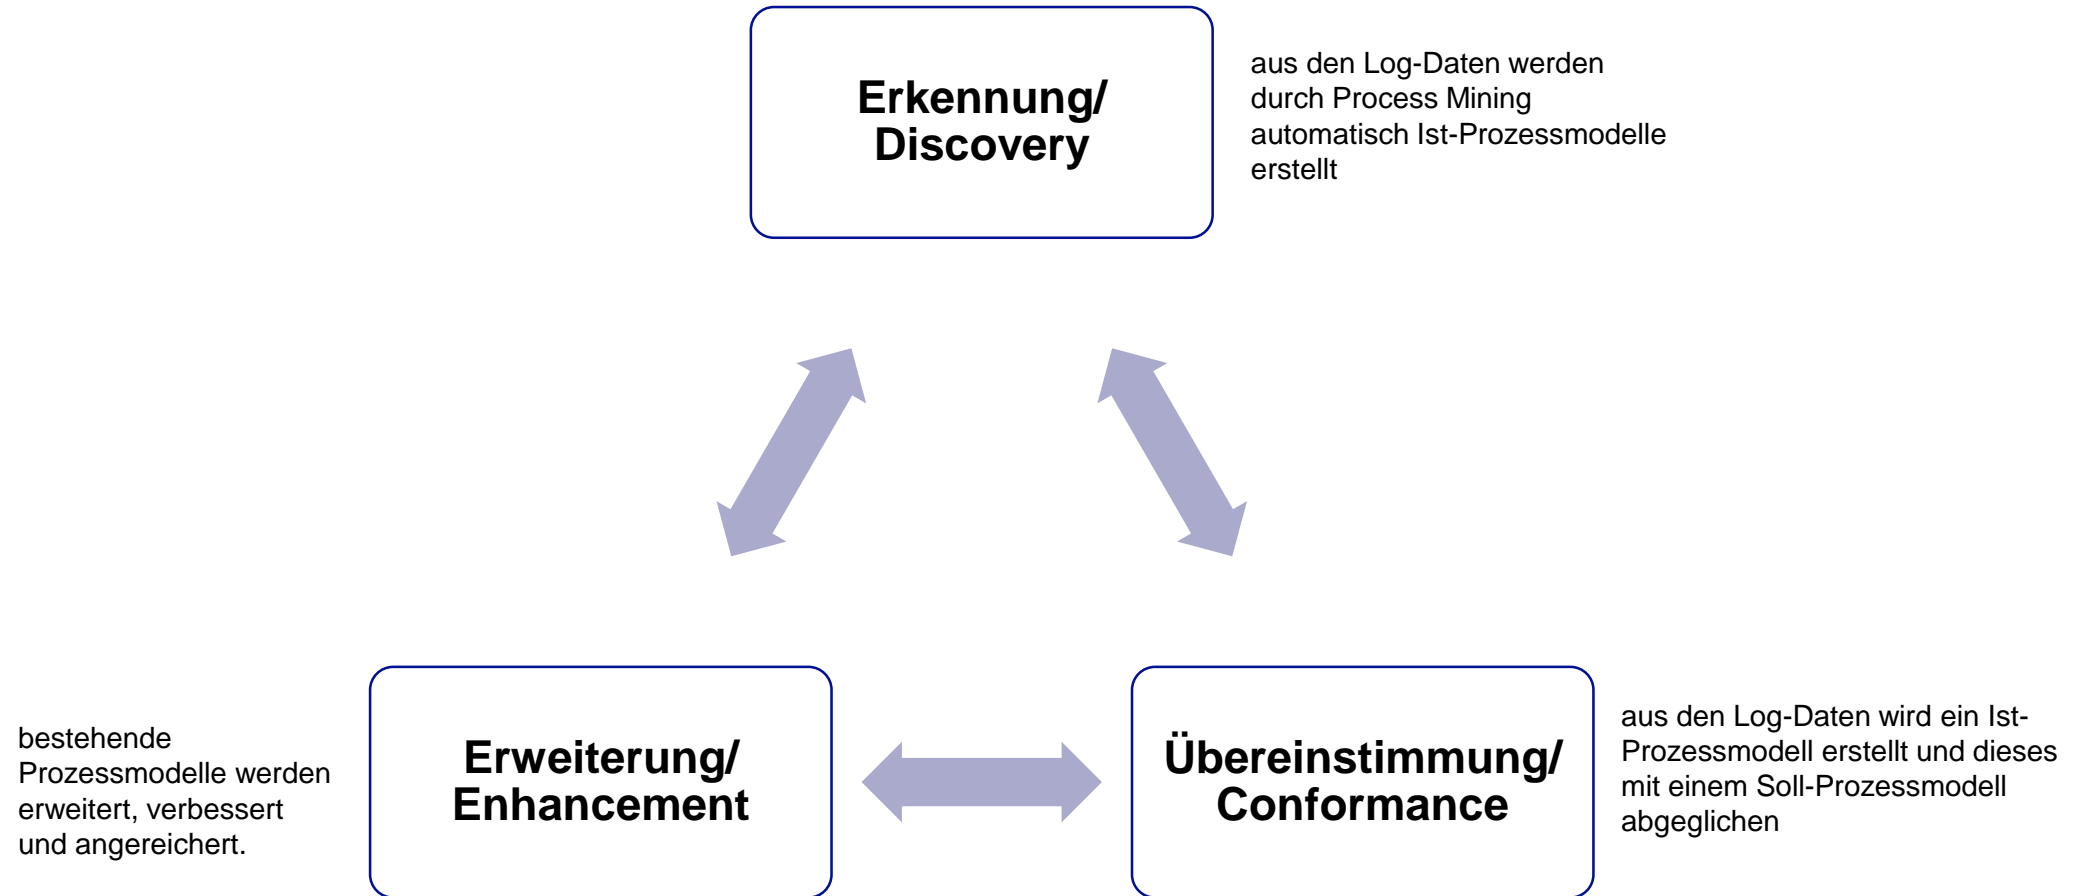 Erkennung/
Discovery
aus den Log-Daten werden
durch Process Mining
automatisch Ist-Prozessmodelle
erstellt
bestehende
Prozessmodelle werden
erweitert, verbessert
und angereichert.
Erweiterung/
Enhancement
Übereinstimmung/
Conformance
aus den Log-Daten wird ein Ist-
Prozessmodell erstellt und dieses
mit einem Soll-Prozessmodell
abgeglichen